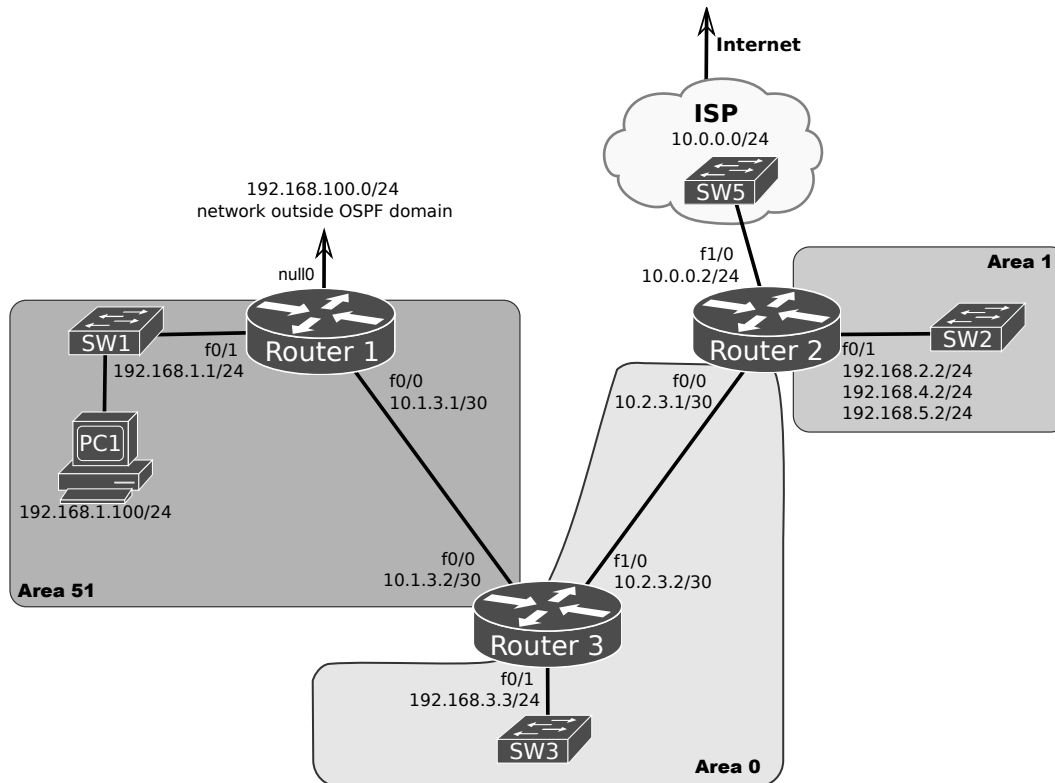 Internet
ISP
10.0.0.0/24
SW5
192.168.100.0/24
network outside OSPF domain
null0
f1/0
10.0.0.2/24
Area 1
SW1
f0/1
192.168.1.1/24
Router 1
Router 2
f0/1
192.168.2.2/24
192.168.4.2/24
192.168.5.2/24
SW2
f0/0
10.1.3.1/30
f0/0
10.2.3.1/30
PC1
192.168.1.100/24
f0/0
10.1.3.2/30
f1/0
10.2.3.2/30
Area 51
Router 3
f0/1
192.168.3.3/24
SW3
Area 0